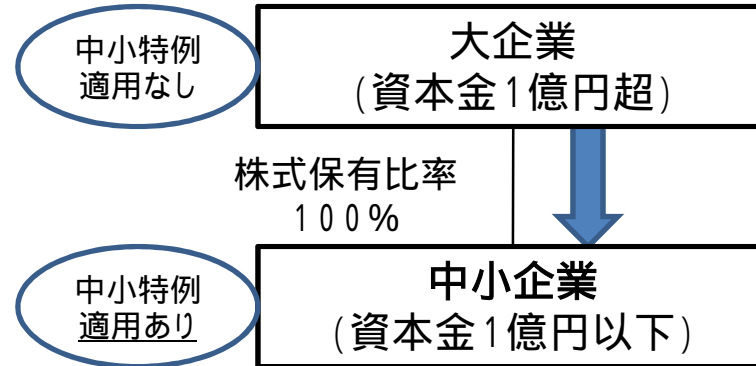 中小特例
適用なし
大企業
(資本金1億円超)
株式保有比率
100%
中小特例
適用あり
中小企業
(資本金1億円以下)